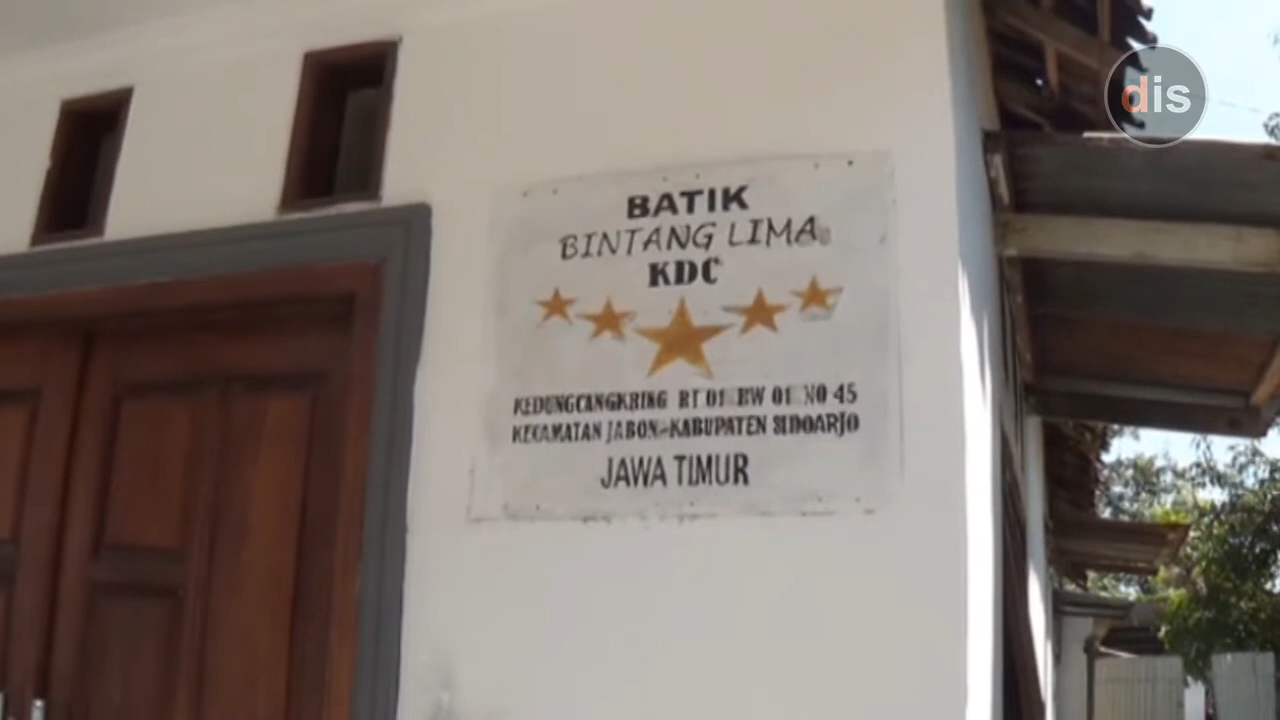 dis
BATIK
BINTANG LIMA
KDC
KEDUNGCANGKRING RT 01 RW 01 NO 45
KECAMATAN JABON-KABUPATEN SIDOARJO
JAWA TIMUR